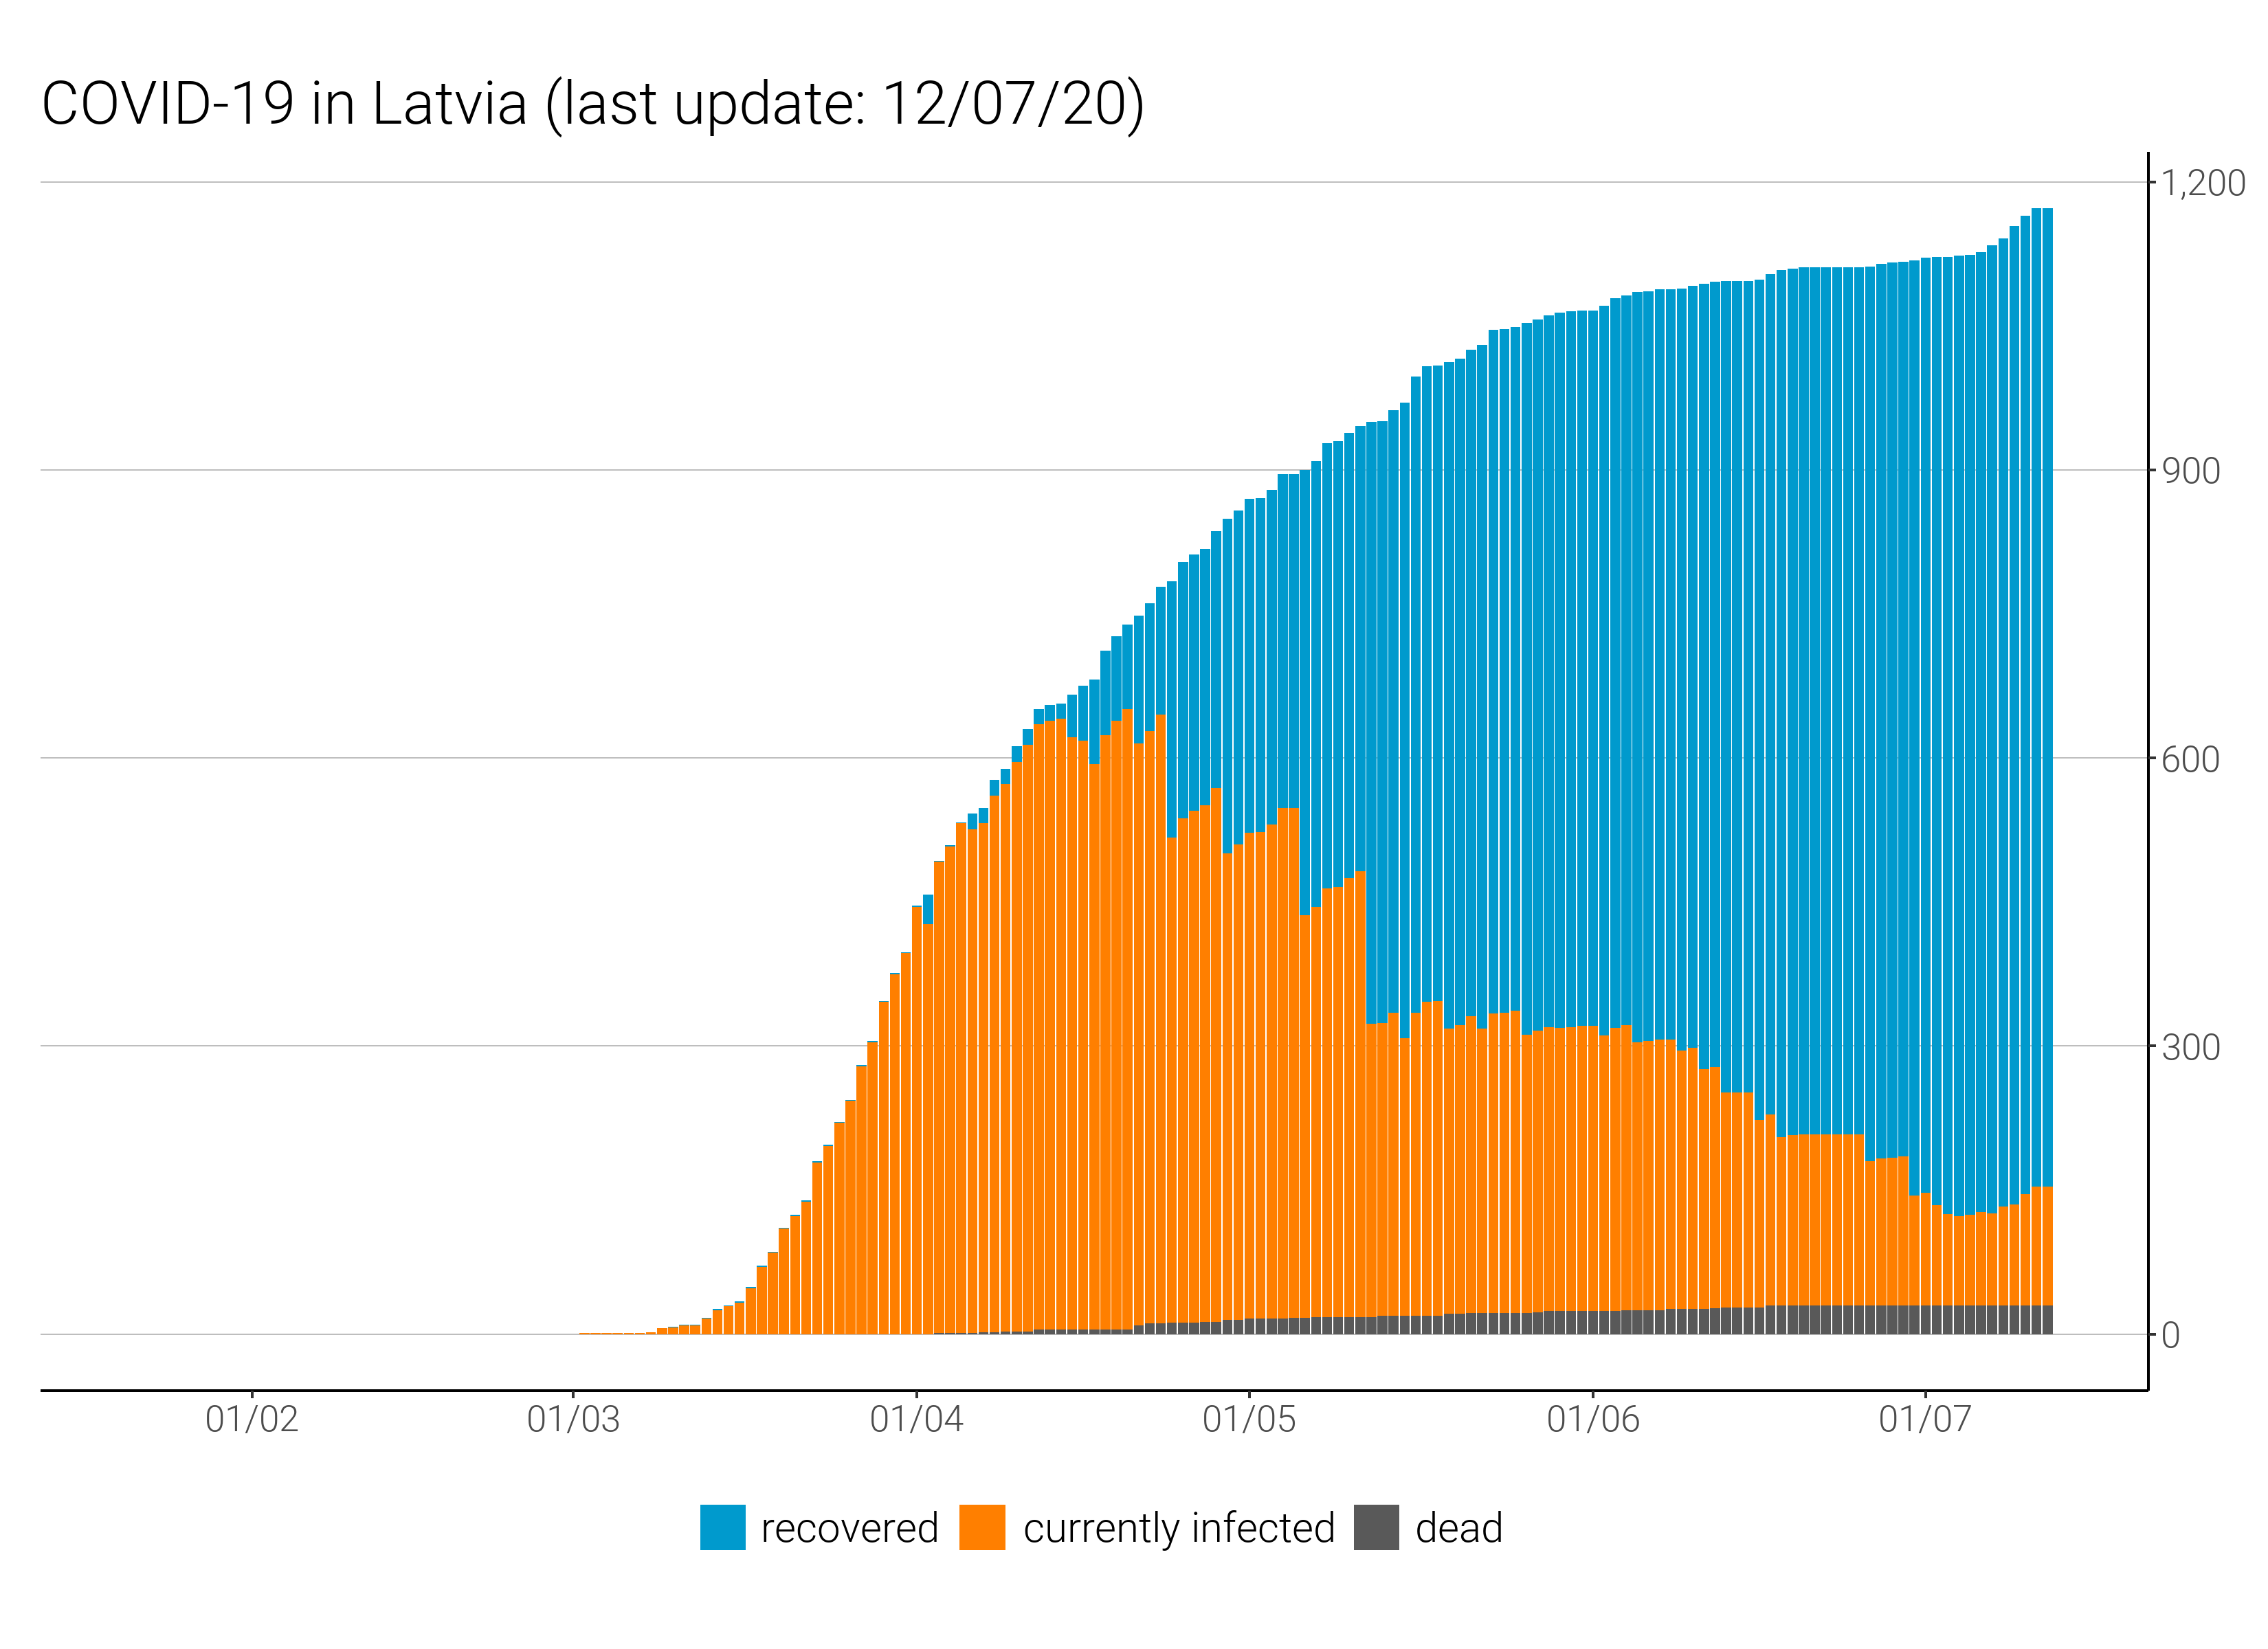 COVID-19 in Latvia (last update: 12/07/20)
1,200
900
600
300
0
01/02 01/03 01/04 01/05 01/06 01/07
recovered currently infected dead